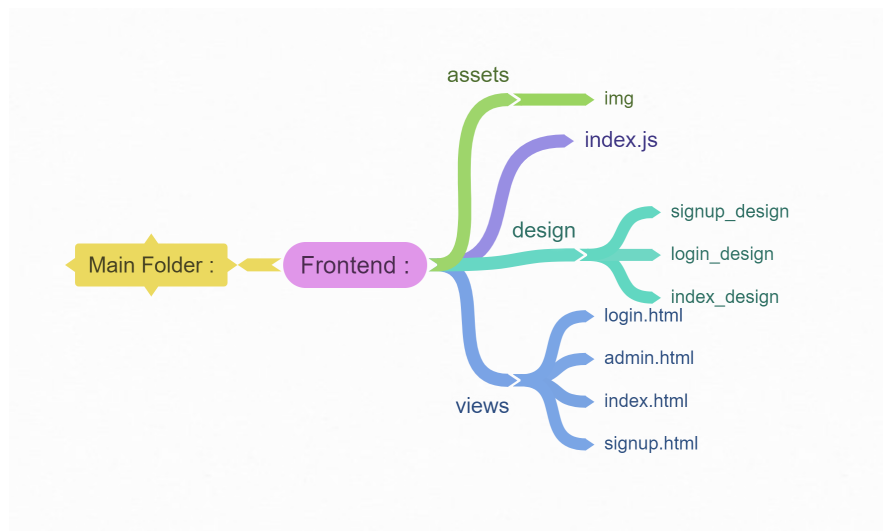 Main Folder :
Frontend :
assets
img
index.js
design
signup_design
login_design
index_design
views
login.html
admin.html
index.html
signup.html